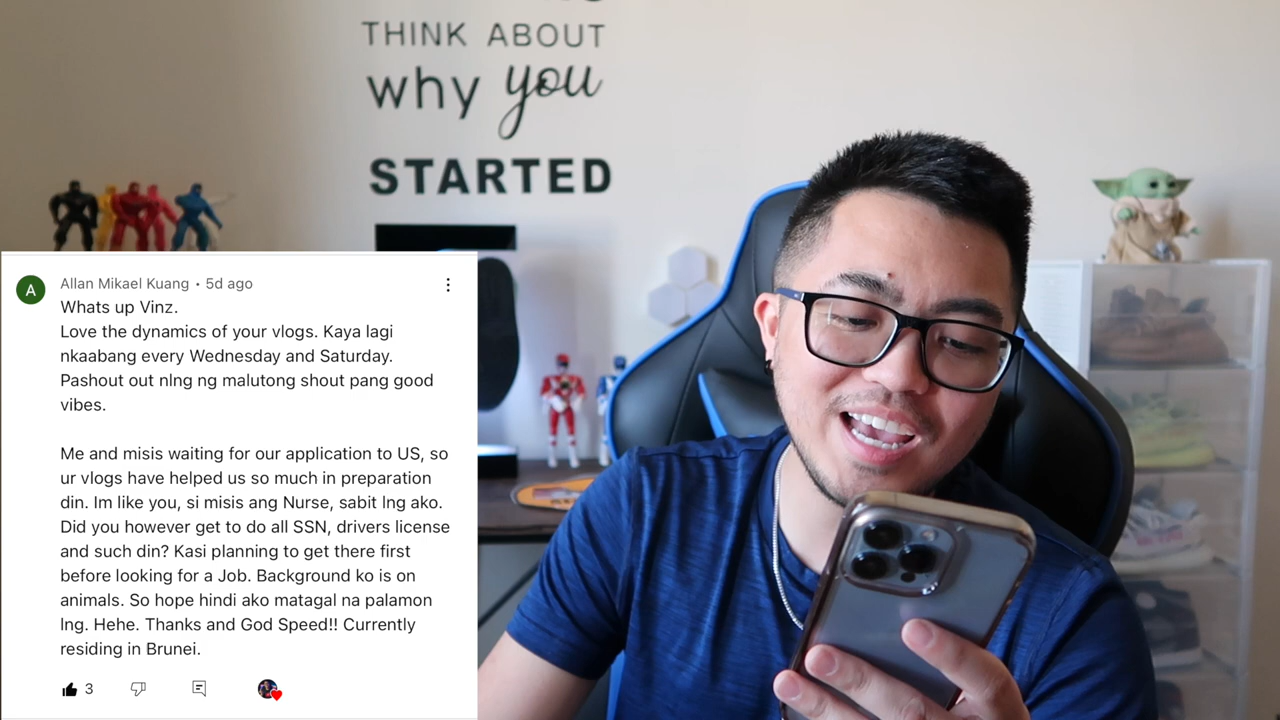 THINK ABOUT
why you
STARTED
A
Allan Mikael Kuang • 5d ago
Whats up Vinz.
Love the dynamics of your vlogs. Kaya lagi
nkaabang every Wednesday and Saturday.
Pashout out nlng ng malutong shout pang good
vibes.
Me and misis waiting for our application to US, so
ur vlogs have helped us so much in preparation
din. Im like you, si misis ang Nurse, sabit lng ako.
Did you however get to do all SSN, drivers license
and such din? Kasi planning to get there first
before looking for a Job. Background ko is on
animals. So hope hindi ako matagal na palamon
lng. Hehe. Thanks and God Speed!! Currently
residing in Brunei.
3